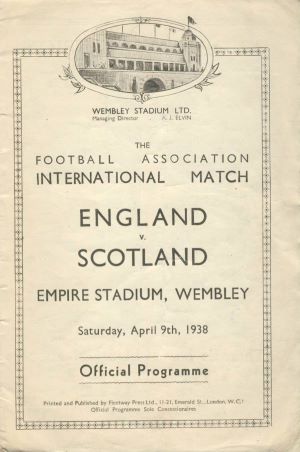 WEMBLEY STADIUM LTD.
Managing Director A. J. ELVIN
THE
FOOTBALL ASSOCIATION
INTERNATIONAL MATCH
ENGLAND
v.
SCOTLAND
EMPIRE STADIUM, WEMBLEY
Saturday, April 9th, 1938
Official Programme
Printed and Published by Fleetway Press Ltd., 11-21, Emerald St., London, W.C.1
Official Programme Sole Concessionaires